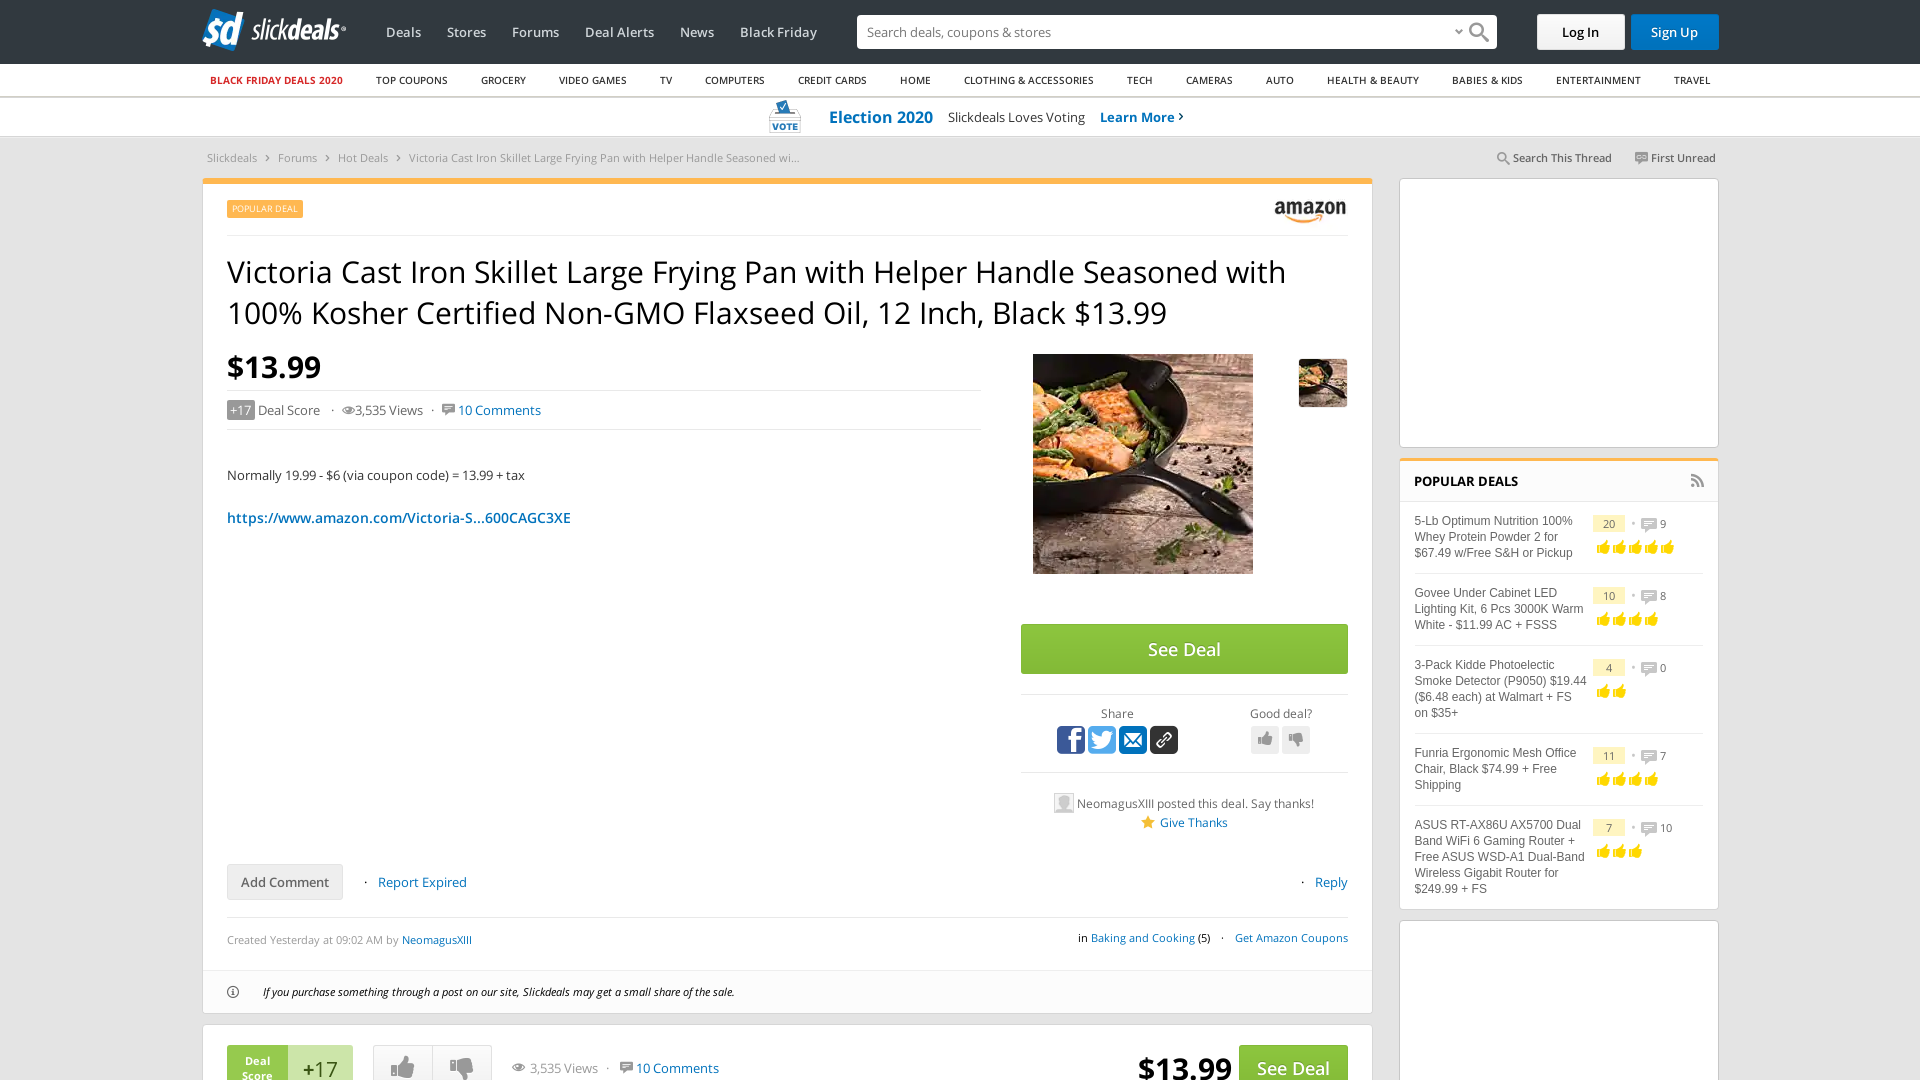 sd slickdeals
Deals Stores Forums Deal Alerts News Black Friday
Search deals, coupons & stores
Log In Sign Up
BLACK FRIDAY DEALS 2020 TOP COUPONS GROCERY VIDEO GAMES TV COMPUTERS CREDIT CARDS HOME CLOTHING & ACCESSORIES TECH CAMERAS AUTO HEALTH & BEAUTY BABIES & KIDS ENTERTAINMENT TRAVEL
VOTE Election 2020 Slickdeals Loves Voting Learn More
Slickdeals Forums Hot Deals Victoria Cast Iron Skillet Large Frying Pan with Helper Handle Seasoned wi...
Search This Thread First Unread
POPULAR DEAL
amazon
Victoria Cast Iron Skillet Large Frying Pan with Helper Handle Seasoned with
100% Kosher Certified Non-GMO Flaxseed Oil, 12 Inch, Black $13.99
$13.99
+17 Deal Score · 3,535 Views · 10 Comments
Normally 19.99 - $6 (via coupon code) = 13.99 + tax
https://www.amazon.com/Victoria-S...600CAGC3XE
See Deal
Share
Good deal?
NeomagusXIII posted this deal. Say thanks!
Give Thanks
Add Comment · Report Expired
· Reply
Created Yesterday at 09:02 AM by NeomagusXIII
in Baking and Cooking (5) · Get Amazon Coupons
If you purchase something through a post on our site, Slickdeals may get a small share of the sale.
Deal
Score
+17
3,535 Views · 10 Comments
$13.99
See Deal
POPULAR DEALS
5-Lb Optimum Nutrition 100%
Whey Protein Powder 2 for
$67.49 w/Free S&H or Pickup
20 • 9
Govee Under Cabinet LED
Lighting Kit, 6 Pcs 3000K Warm
White - $11.99 AC + FSSS
10 • 8
3-Pack Kidde Photoelectic
Smoke Detector (P9050) $19.44
($6.48 each) at Walmart + FS
on $35+
4 • 0
Funria Ergonomic Mesh Office
Chair, Black $74.99 + Free
Shipping
11 • 7
ASUS RT-AX86U AX5700 Dual
Band WiFi 6 Gaming Router +
Free ASUS WSD-A1 Dual-Band
Wireless Gigabit Router for
$249.99 + FS
7 • 10